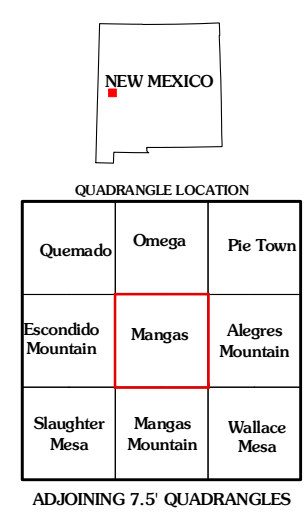 NEW MEXICO
QUADRANGLE LOCATION
Quemado
Omega
Pie Town
Escondido
Mountain
Mangas
Alegres
Mountain
Slaughter
Mesa
Mangas
Mountain
Wallace
Mesa
ADJOINING 7.5' QUADRANGLES